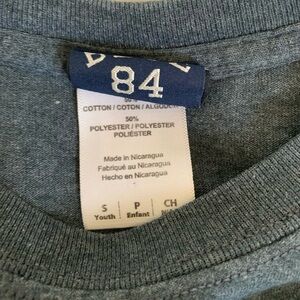 84
50%
COTTON / COTON / ALGODÓN
50%
POLYESTER / POLYESTER
POLIÉSTER
Made in Nicaragua
Fabriqué au Nicaragua
Hecho en Nicaragua
S P CH
Youth Enfant